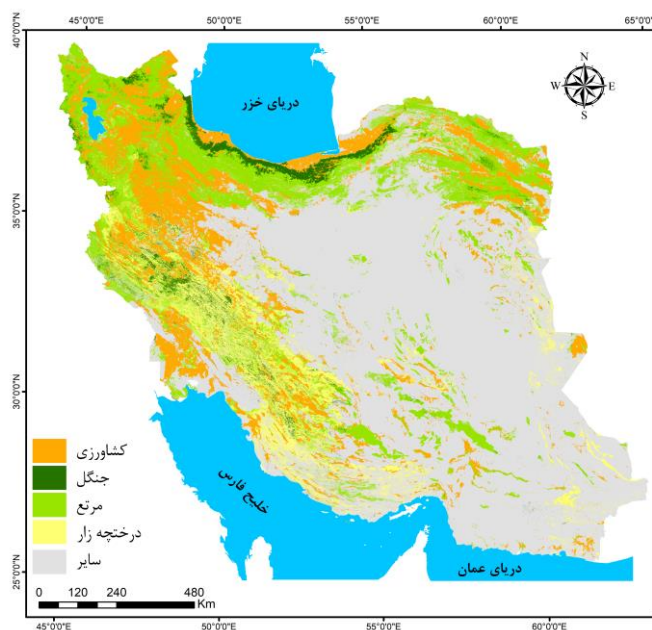 45°0'0"E 50°0'0"E 55°0'0"E 60°0'0"E 65°0'0"E
40°0'0"N
N
W E
S
دریای خزر
35°0'0"N
30°0'0"N
کشاورزی
جنگل
مرتع
درختچه زار
سایر
خلیج فارس
دریای عمان
25°0'0"N
0 60 120 240 480
Km
45°0'0"E 50°0'0"E 55°0'0"E 60°0'0"E